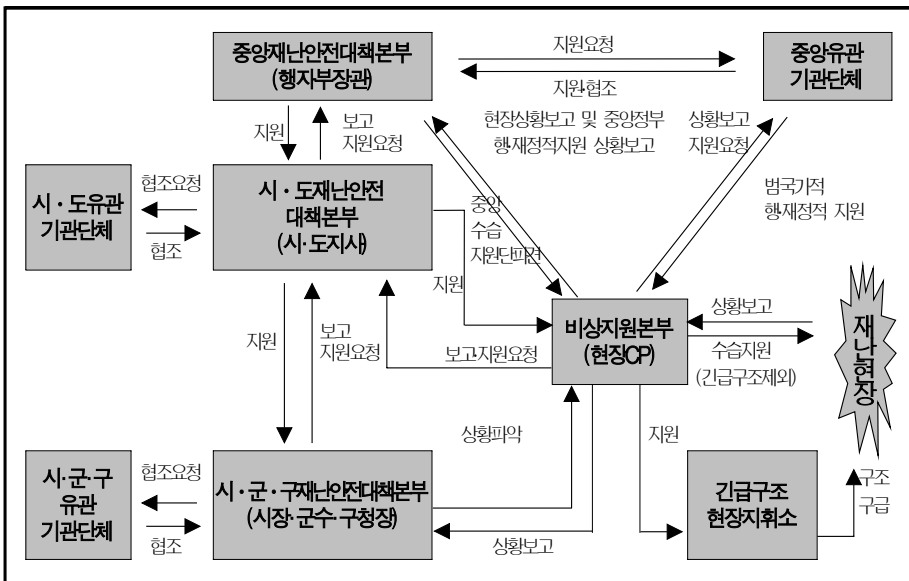 중앙재난안전대책본부
(행자부장관)
지원요청
지원·협조
중앙유관
기관단체
지원
보고
지원요청
현장상황보고 및 중앙정부
행·재정적지원 상황보고
상황보고
지원요청
시·도유관
기관단체
협조요청
협조
시·도재난안전
대책본부
(시·도지사)
중앙
수습
지원단파견
범국가적
행·재정적 지원
지원
지원
보고
지원요청
보고·지원요청
비상지원본부
(현장CP)
상황보고
수습지원
(긴급구조제외)
재난현장
상황파악
지원
시·군·구
유관
기관단체
협조요청
협조
시·군·구재난안전대책본부
(시장·군수·구청장)
상황보고
긴급구조
현장지휘소
구조
구급